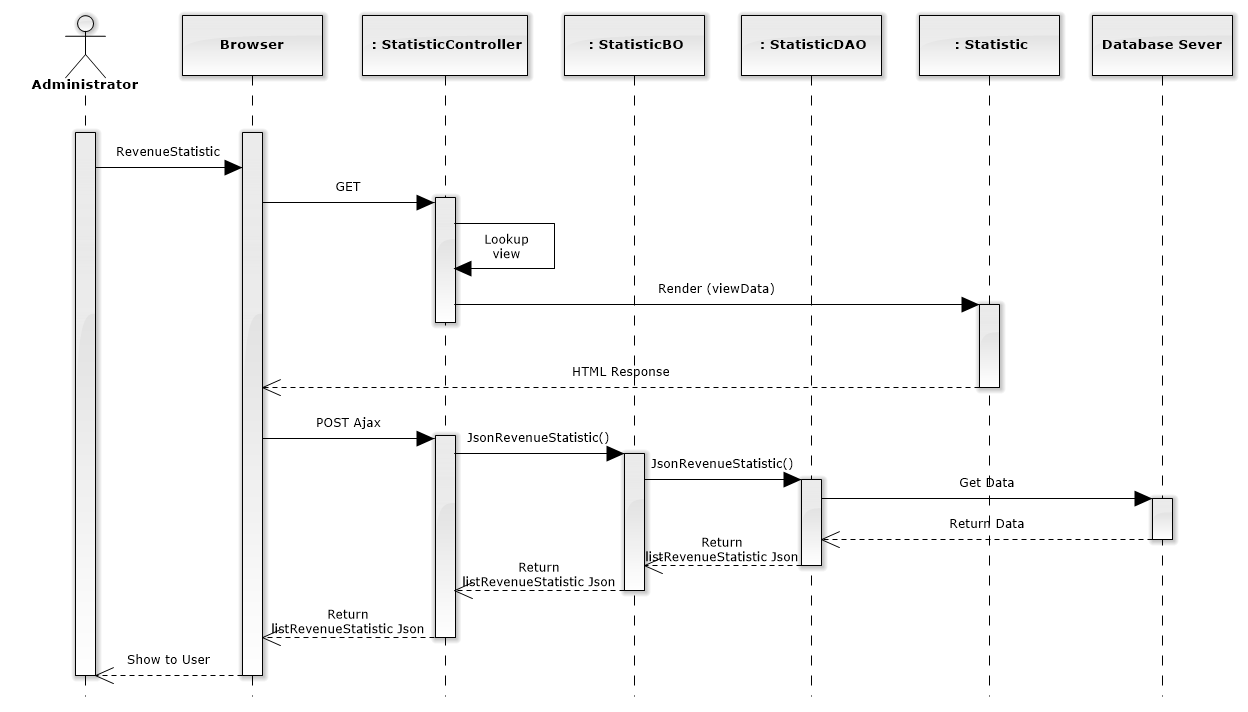 Administrator
Browser
: StatisticController
: StatisticBO
: StatisticDAO
: Statistic
Database Sever
RevenueStatistic
GET
Lookup
view
Render (viewData)
HTML Response
POST Ajax
JsonRevenueStatistic()
JsonRevenueStatistic()
Get Data
Return Data
Return
listRevenueStatistic Json
Return
listRevenueStatistic Json
Return
listRevenueStatistic Json
Show to User